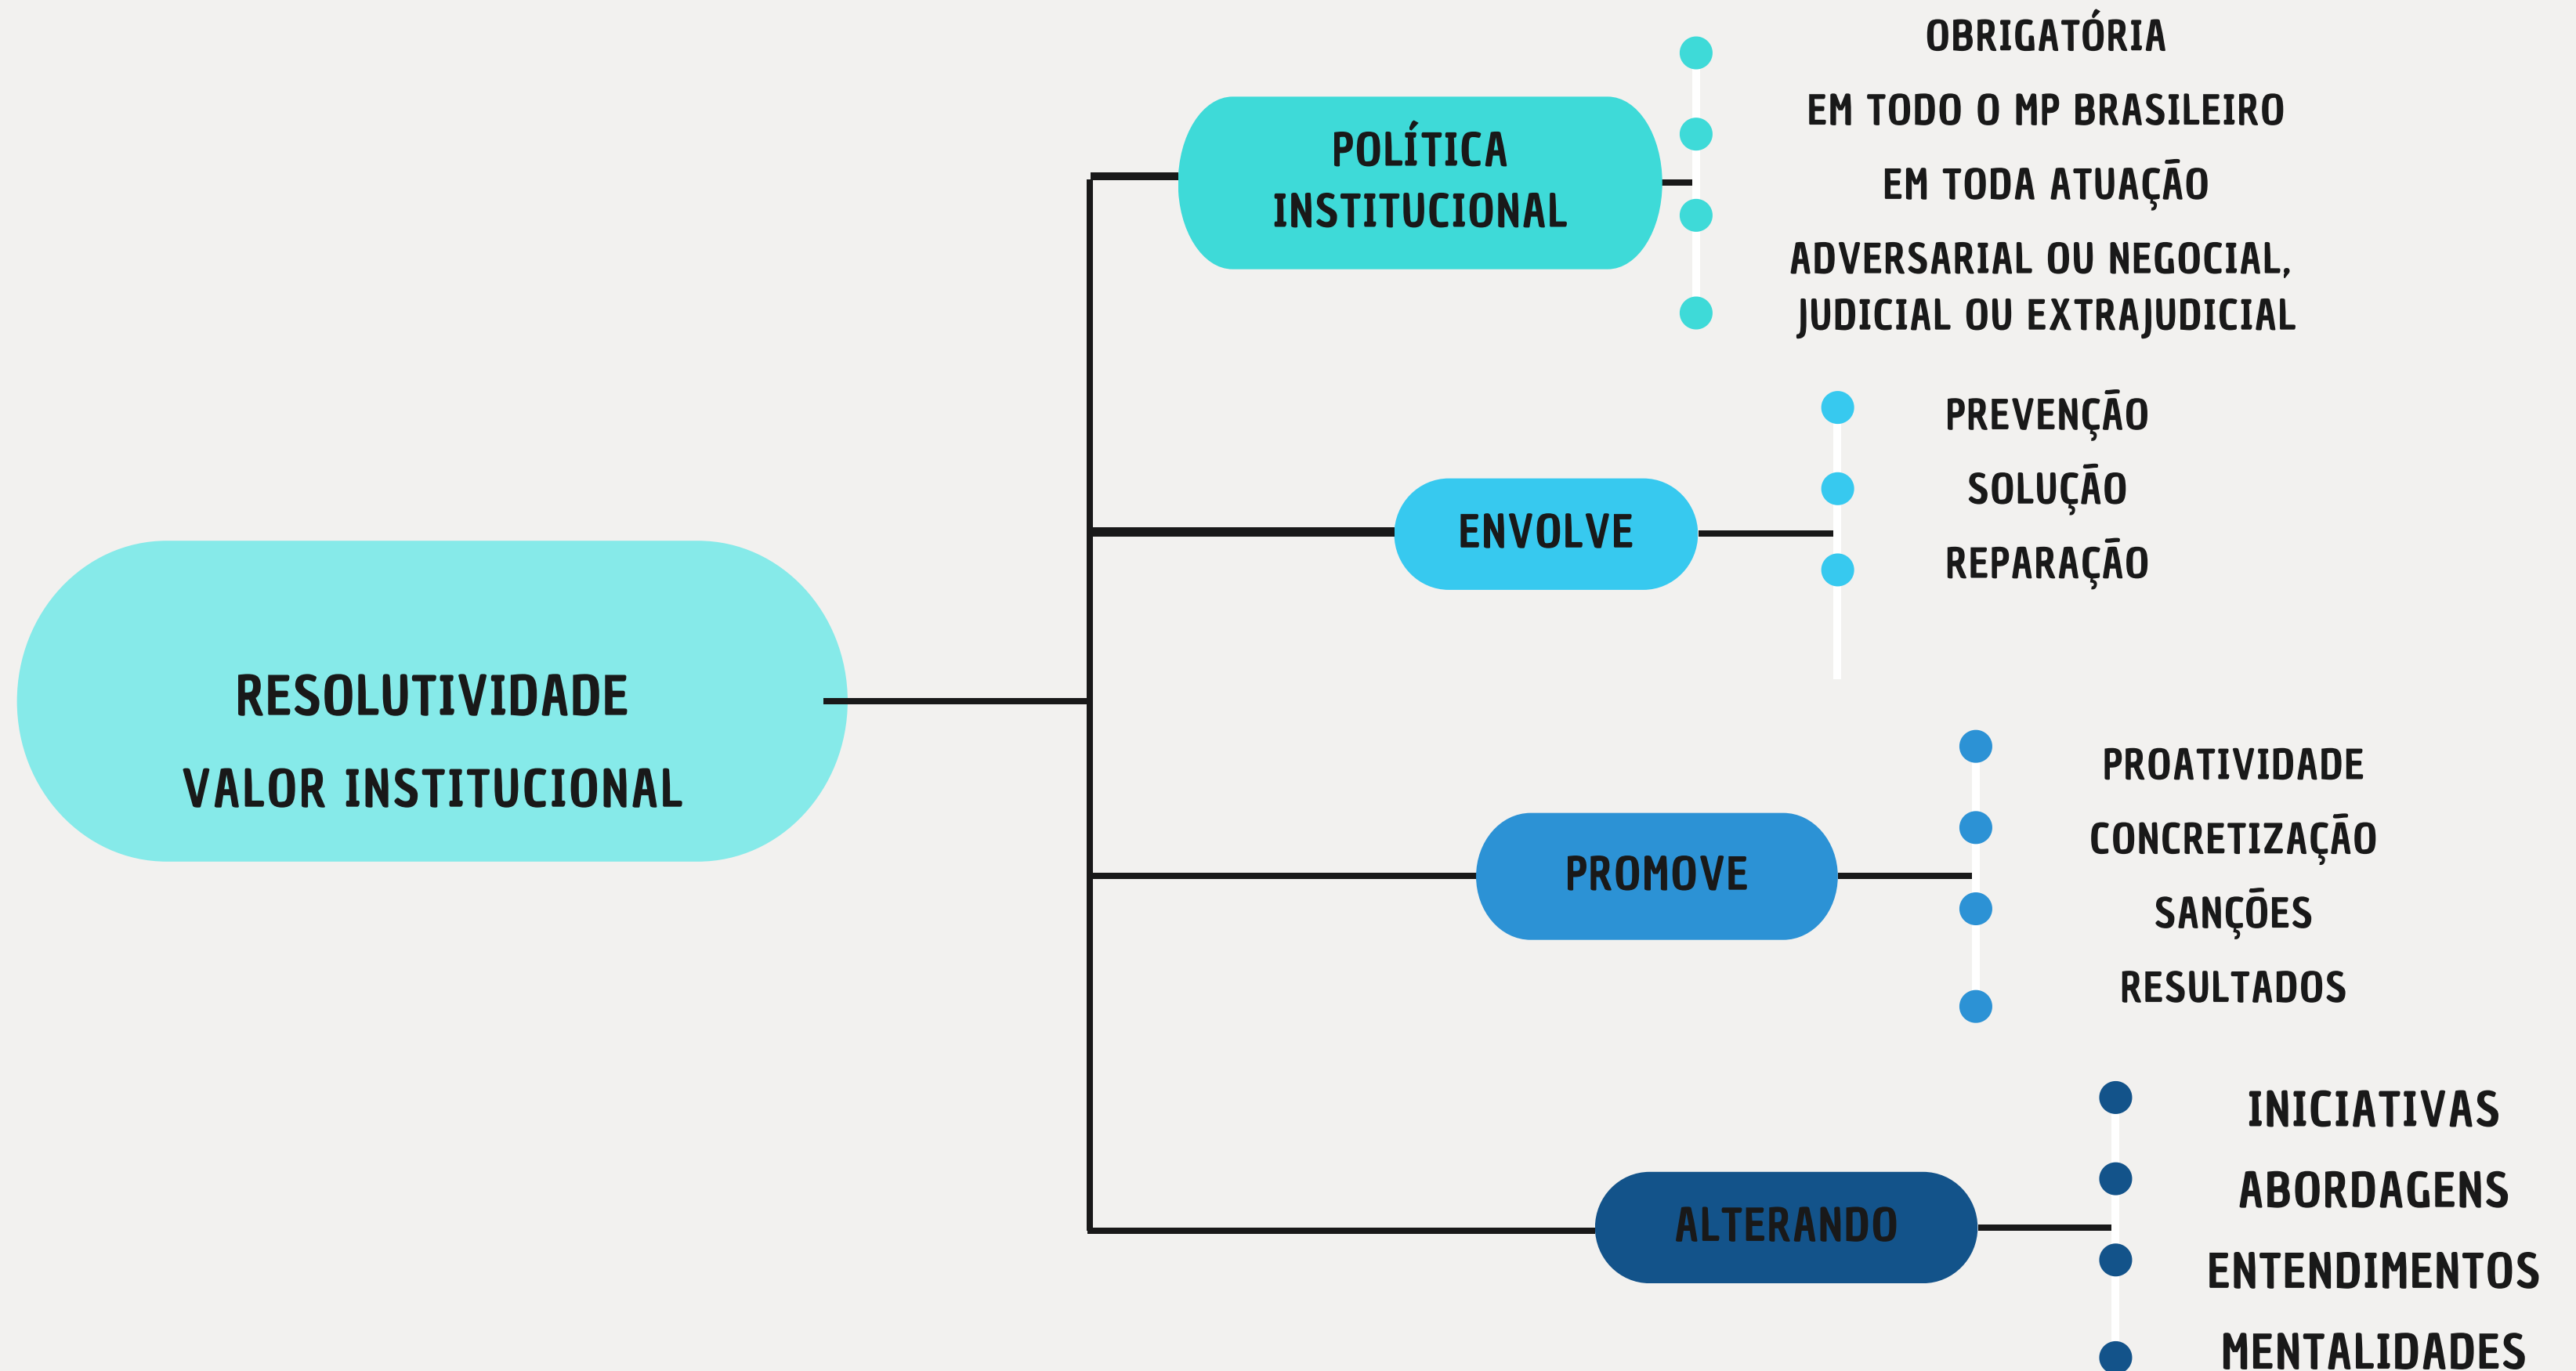 RESOLUTIVIDADE
VALOR INSTITUCIONAL
POLÍTICA
INSTITUCIONAL
OBRIGATÓRIA
EM TODO O MP BRASILEIRO
EM TODA ATUAÇÃO
ADVERSARIAL OU NEGOCIAL,
JUDICIAL OU EXTRAJUDICIAL
ENVOLVE
PREVENÇÃO
SOLUÇÃO
REPARAÇÃO
PROMOVE
PROATIVIDADE
CONCRETIZAÇÃO
SANÇÕES
RESULTADOS
ALTERANDO
INICIATIVAS
ABORDAGENS
ENTENDIMENTOS
MENTALIDADES